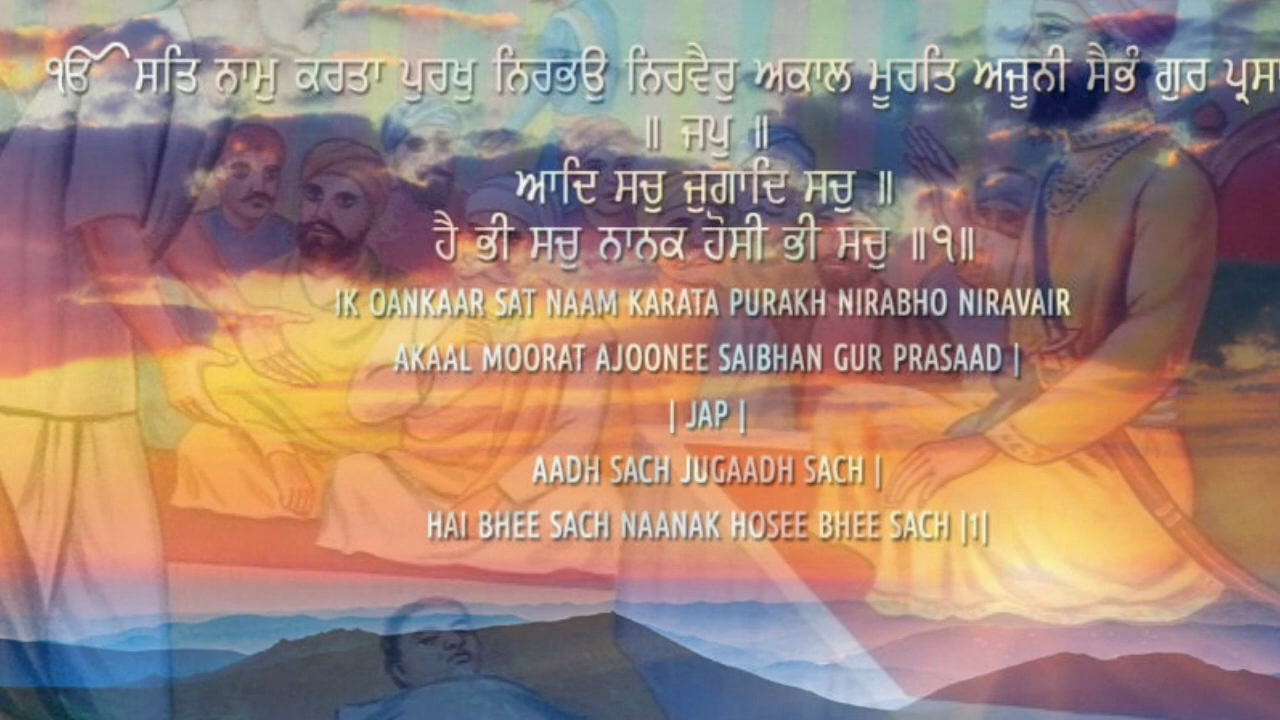 ੴ ਸਤਿ ਨਾਮੁ ਕਰਤਾ ਪੁਰਖੁ ਨਿਰਭਉ ਨਿਰਵੈਰੁ ਅਕਾਲ ਮੂਰਤਿ ਅਜੂਨੀ ਸੈਭੰ ਗੁਰ ਪ੍ਰਸਾ
॥ ਜਪੁ ॥
ਆਦਿ ਸਚੁ ਜੁਗਾਦਿ ਸਚੁ ॥
ਹੈ ਭੀ ਸਚੁ ਨਾਨਕ ਹੋਸੀ ਭੀ ਸਚੁ ॥੧॥
IK OANKAAR SAT NAAM KARATA PURAKH NIRABHO NIRAVAIR
AKAAL MOORAT AJOONEE SAIBHAN GUR PRASAAD |
| JAP |
AADH SACH JUGAADH SACH |
HAI BHEE SACH NAANAK HOSEE BHEE SACH |1|